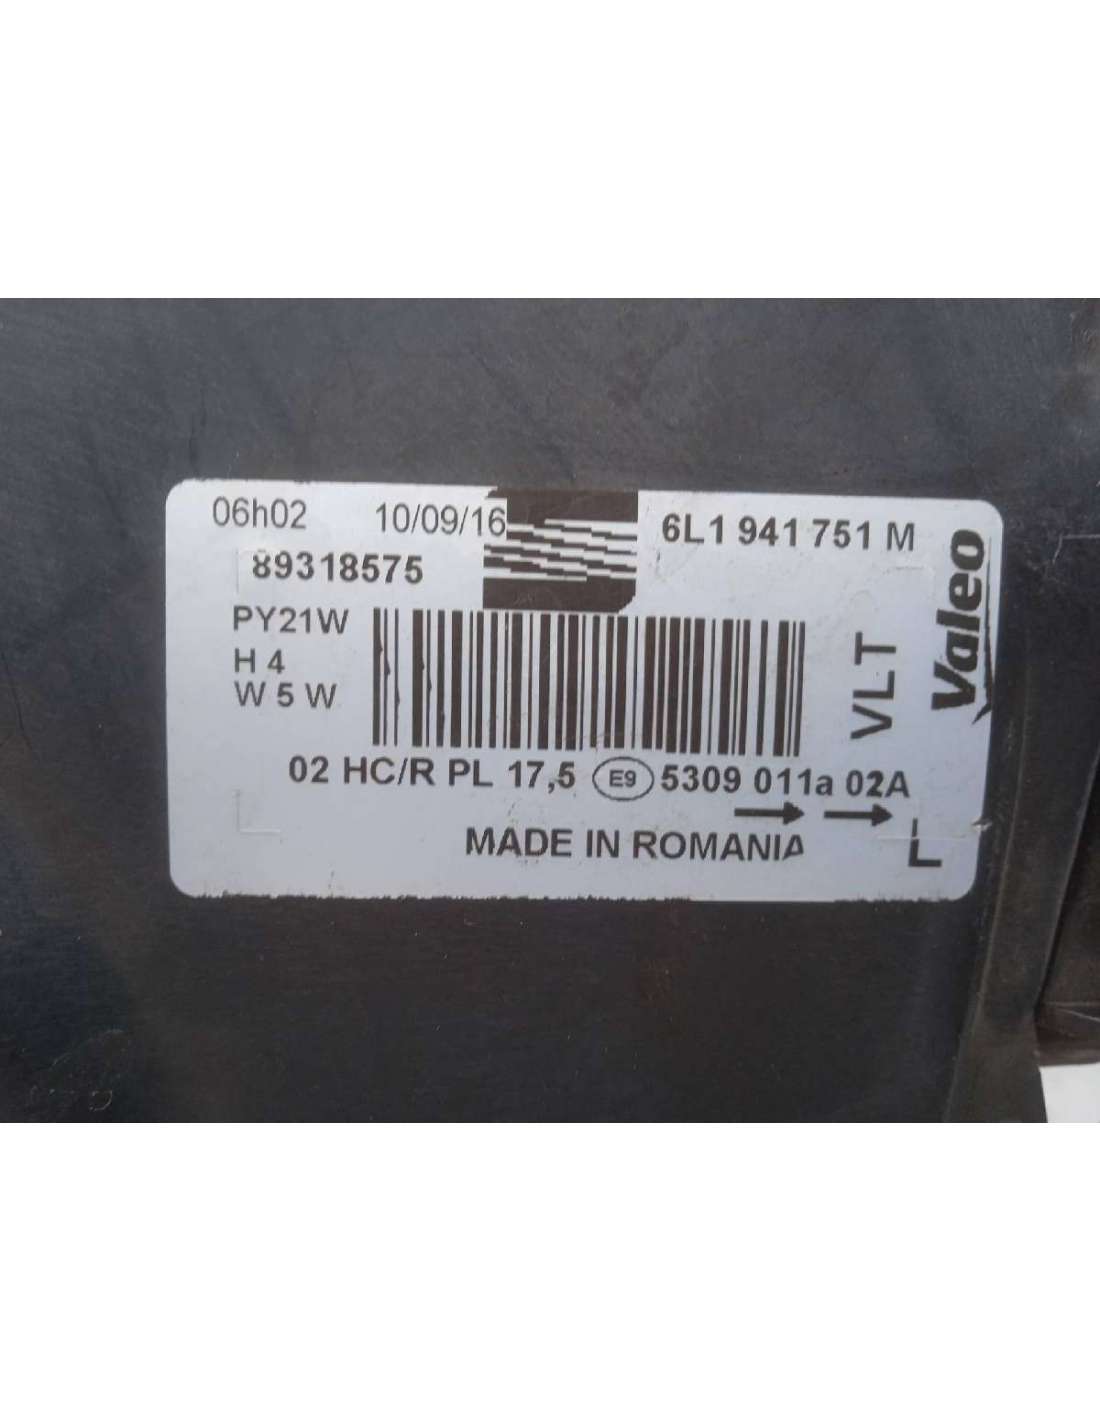 06h02 10/09/16 6L1 941 751 M
89318575
PY21W
H 4
W 5 W
VLT
Valeo
02 HC/R PL 17,5 E9 5309 011a 02A
MADE IN ROMANIA
L